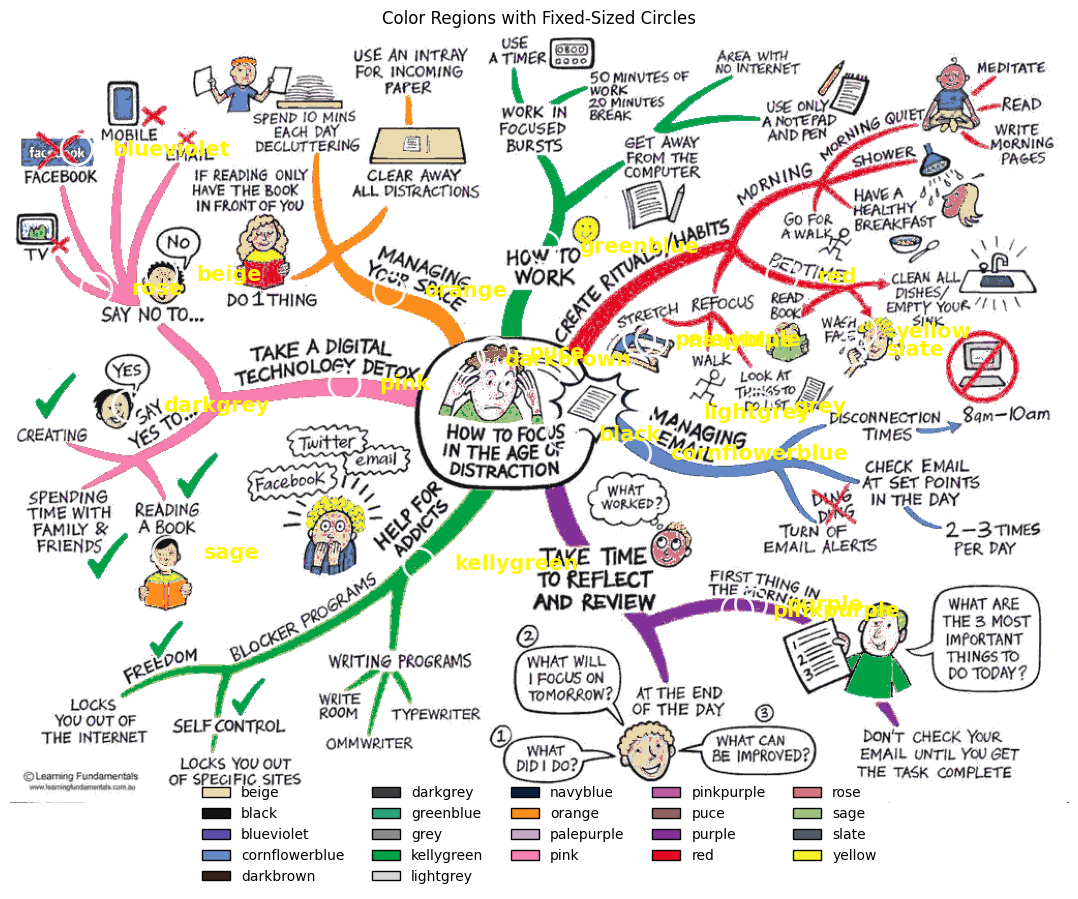 Color Regions with Fixed-Sized Circles
USE AN INTRAY
FOR INCOMING
PAPER
SPEND 10 MINS
EACH DAY
DECLUTTERING
CLEAR AWAY
ALL DISTRACTIONS
IF READING ONLY
HAVE THE BOOK
IN FRONT OF YOU
DO 1 THING
MANAGING
YOUR SPACE
orange
MOBILE
EMAIL
blueviolet
facebook
FACEBOOK
TV
NO
beige
rose
SAY NO TO...
TAKE A DIGITAL
TECHNOLOGY DETOX
pink
YES
SAY
YES TO...
darkgrey
CREATING
SPENDING
TIME WITH
FAMILY &
FRIENDS
READING
A BOOK
sage
USE
A TIMER
0800
50 MINUTES OF
WORK
20 MINUTES
BREAK
WORK IN
FOCUSED
BURSTS
AREA WITH
NO INTERNET
USE ONLY
A NOTEPAD
AND PEN
GET AWAY
FROM THE
COMPUTER
greenblue
HOW TO
WORK
CREATE RITUALS/HABITS
MORNING
MORNING QUIET
MEDITATE
READ
WRITE
MORNING
PAGES
SHOWER
HAVE A
HEALTHY
BREAKFAST
GO FOR
A WALK
BEDTIME
red
READ
BOOK
WASH
FACE
CLEAN ALL
DISHES/
EMPTY YOUR
SINK
yellow
slate
STRETCH
REFOCUS
WALK
LOOK AT
THINGS TO
DO LIST
palepurple
lightgrey
grey
puce
darkbrown
HOW TO FOCUS
IN THE AGE OF
DISTRACTION
black
MANAGING
EMAIL
cornflowerblue
DISCONNECTION
TIMES
8am-10am
CHECK EMAIL
AT SET POINTS
IN THE DAY
2-3 TIMES
PER DAY
DING
DING
TURN OF
EMAIL ALERTS
Twitter
email
Facebook
HELP FOR
ADDICTS
kellygreen
BLOCKER PROGRAMS
FREEDOM
LOCKS
YOU OUT OF
THE INTERNET
SELF CONTROL
LOCKS YOU OUT
OF SPECIFIC SITES
WRITING PROGRAMS
WRITE
ROOM
OMMWRITER
TYPEWRITER
WHAT
WORKED?
TAKE TIME
TO REFLECT
AND REVIEW
FIRST THING IN
THE MORNING
purple
pinkpurple
1
2
3
WHAT ARE
THE 3 MOST
IMPORTANT
THINGS TO
DO TODAY?
DON'T CHECK YOUR
EMAIL UNTIL YOU GET
THE TASK COMPLETE
AT THE END
OF THE DAY
1
WHAT
DID I DO?
2
WHAT WILL
I FOCUS ON
TOMORROW?
3
WHAT CAN
BE IMPROVED?
© Learning Fundamentals
www.learningfundamentals.com.au
beige
black
blueviolet
cornflowerblue
darkbrown
darkgrey
greenblue
grey
kellygreen
lightgrey
navyblue
orange
palepurple
pink
pinkpurple
puce
purple
red
rose
sage
slate
yellow